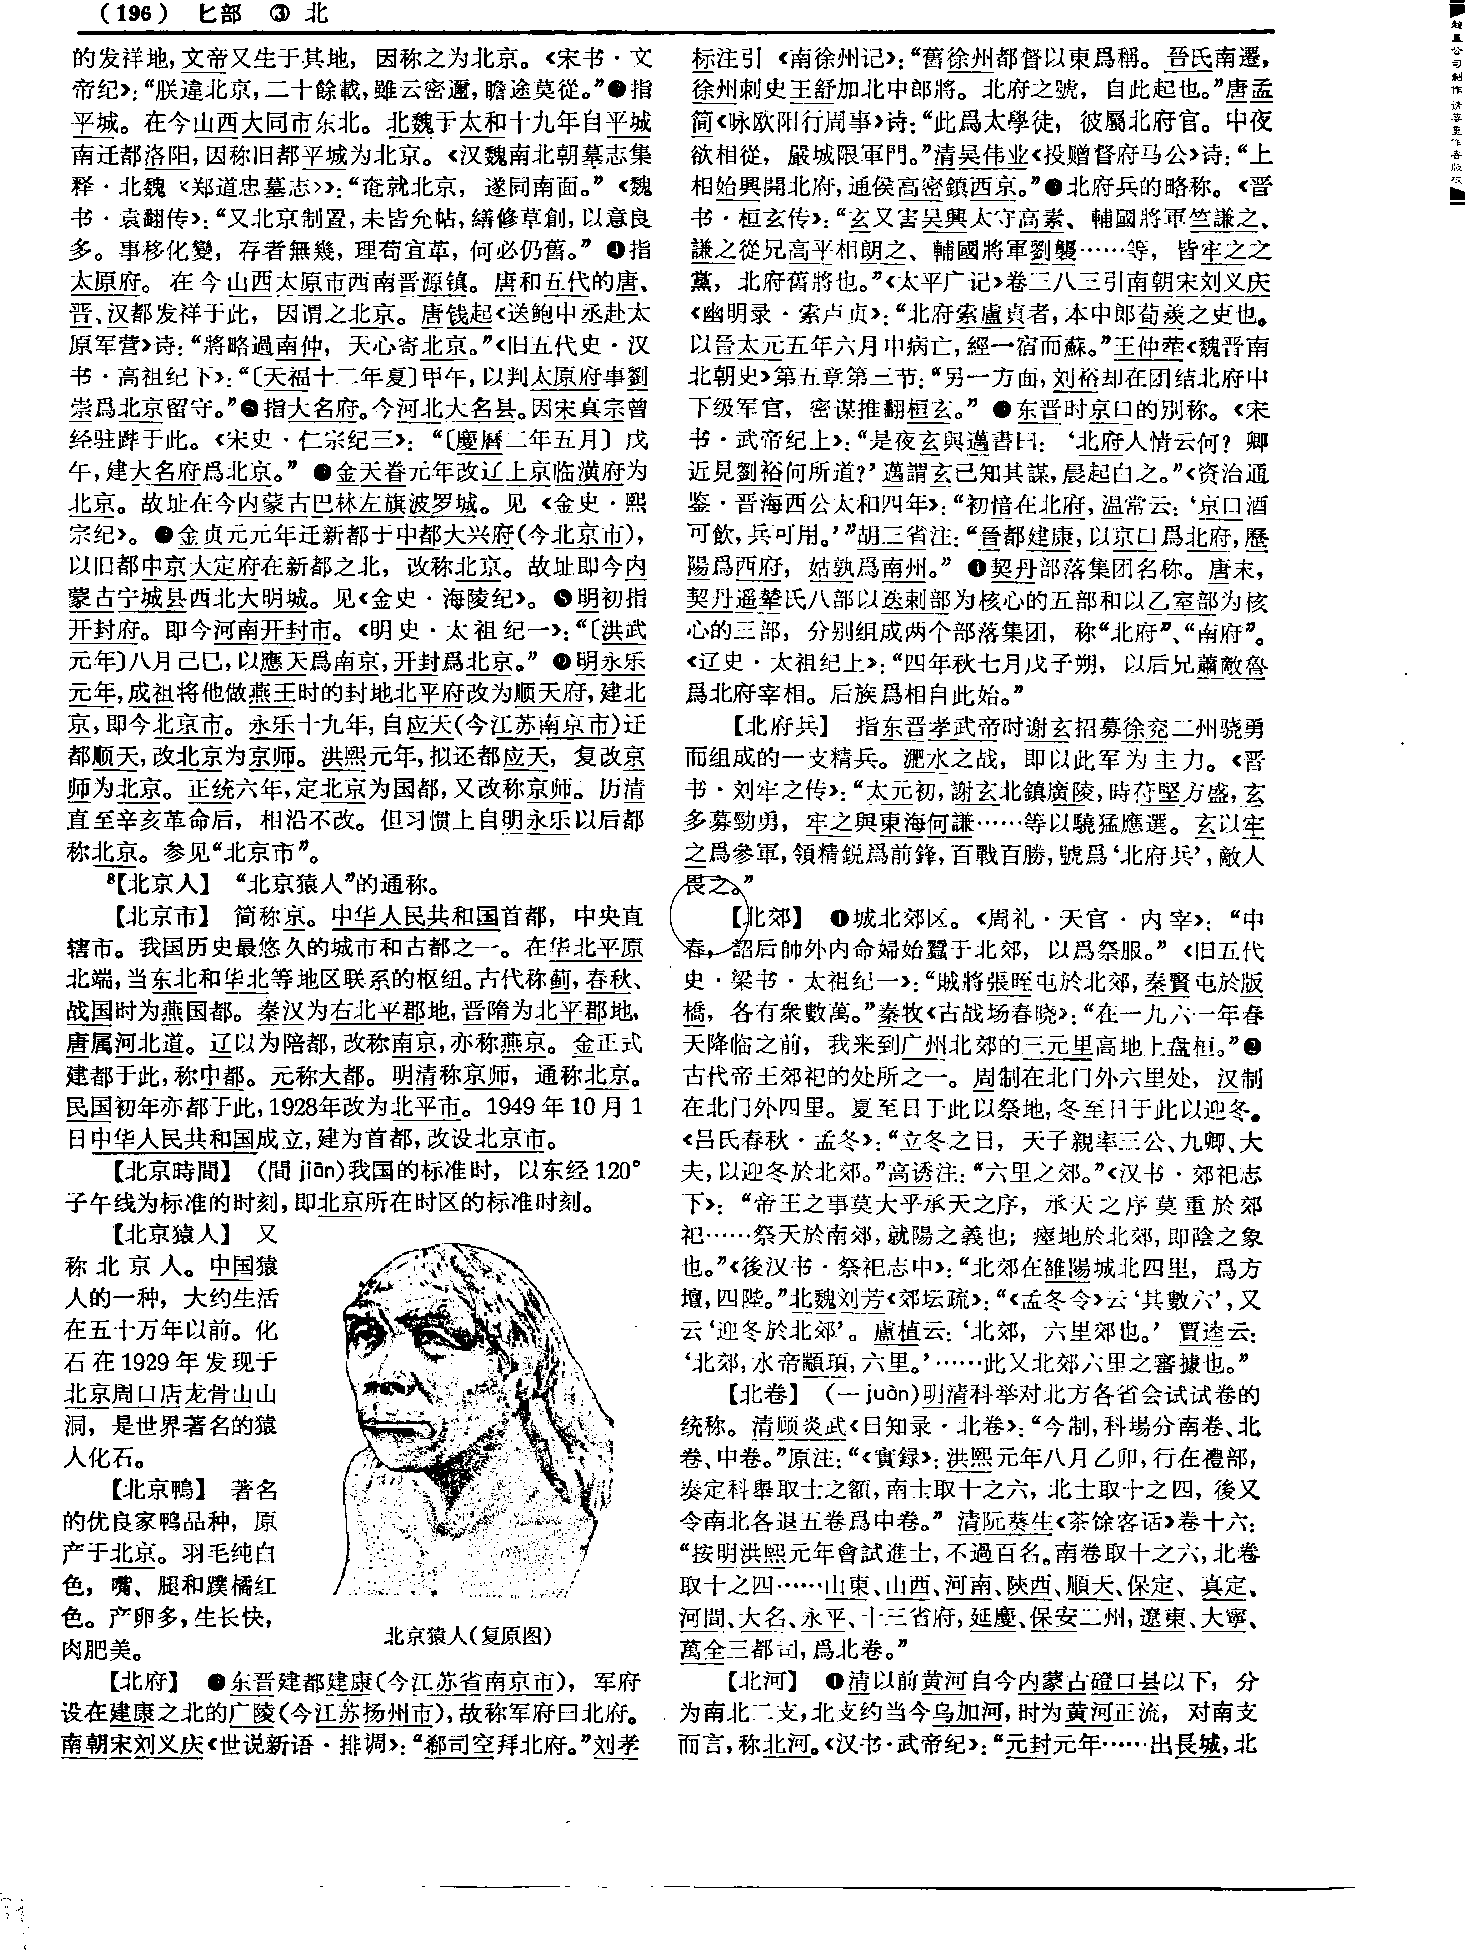 (196) 匕部 ③ 北
的发祥地,文帝又生于其地,因称之为北京。《宋书·文
帝纪》:“朕違北京,二十餘載,雖云密邇,瞻途莫從。”❸指
平城。在今山西大同市东北。北魏于太和十九年自平城
南迁都洛阳,因称旧都平城为北京。《汉魏南北朝墓志集
释·北魏〈郑道忠墓志〉》:“奄就北京,遂同南面。”《魏
书·袁翻传》:“又北京制置,未皆允帖,繕修草創,以意良
多。事移化變,存者無幾,理苟宜革,何必仍舊。”❹指
太原府。在今山西太原市西南晋源镇。唐和五代的唐、
晋、汉都发祥于此,因谓之北京。唐钱起《送鲍中丞赴太
原军营》诗:“將略過南仲,天心寄北京。”《旧五代史·汉
书·高祖纪下》:“〔天福十二年夏〕甲午,以判太原府事劉
崇爲北京留守。”❺指大名府。今河北大名县。因宋真宗曾
经驻跸于此。《宋史·仁宗纪三》:“〔慶曆二年五月〕戊
午,建大名府爲北京。”❻金天眷元年改辽上京临潢府为
北京。故址在今内蒙古巴林左旗波罗城。见《金史·熙
宗纪》。❼金贞元元年迁新都于中都大兴府(今北京市),
以旧都中京大定府在新都之北,改称北京。故址即今内
蒙古宁城县西北大明城。见《金史·海陵纪》。❽明初指
开封府。即今河南开封市。《明史·太祖纪一》:“〔洪武
元年〕八月己巳,以應天爲南京,开封爲北京。”❾明永乐
元年,成祖将他做燕王时的封地北平府改为顺天府,建北
京,即今北京市。永乐十九年,自应天(今江苏南京市)迁
都顺天,改北京为京师。洪熙元年,拟还都应天,复改京
师为北京。正统六年,定北京为国都,又改称京师。历清
直至辛亥革命后,相沿不改。但习惯上自明永乐以后都
称北京。参见“北京市”。
⁸【北京人】 “北京猿人”的通称。
【北京市】 简称京。中华人民共和国首都,中央直
辖市。我国历史最悠久的城市和古都之一。在华北平原
北端,当东北和华北等地区联系的枢纽。古代称蓟,春秋、
战国时为燕国都。秦汉为右北平郡地,晋隋为北平郡地,
唐属河北道。辽以为陪都,改称南京,亦称燕京。金正式
建都于此,称中都。元称大都。明清称京师,通称北京。
民国初年亦都于此,1928年改为北平市。1949年10月1
日中华人民共和国成立,建为首都,改设北京市。
【北京時間】 (間 jiān)我国的标准时,以东经120°
子午线为标准的时刻,即北京所在时区的标准时刻。
【北京猿人】 又
称北京人。中国猿
人的一种,大约生活
在五十万年以前。化
石在1929年发现于
北京周口店龙骨山山
洞,是世界著名的猿
人化石。
【北京鴨】 著名
的优良家鸭品种,原
产于北京。羽毛纯白
色,嘴、腿和蹼橘红
色。产卵多,生长快,
肉肥美。
北京猿人(复原图)
【北府】 ❶东晋建都建康(今江苏省南京市),军府
设在建康之北的广陵(今江苏扬州市),故称军府曰北府。
南朝宋刘义庆《世说新语·排调》:“郗司空拜北府。”刘孝
标注引《南徐州记》:“舊徐州都督以東爲稱。晉氏南遷,
徐州刺史王舒加北中郎將。北府之號,自此起也。”唐孟
简《咏欧阳行周事》诗:“此爲太學徒,彼屬北府官。中夜
欲相從,嚴城限軍門。”清吴伟业《投赠督府马公》诗:“上
相始興開北府,通侯高密鎮西京。”❷北府兵的略称。《晋
书·桓玄传》:“玄又害吴興太守高素、輔國將軍竺謙之、
謙之從兄高平相朗之、輔國將軍劉襲……等,皆牢之之
黨,北府舊將也。”《太平广记》卷三八三引南朝宋刘义庆
《幽明录·索卢贞》:“北府索盧貞者,本中郎荀羨之吏也。
以晉太元五年六月中病亡,經一宿而蘇。”王仲荦《魏晋南
北朝史》第五章第三节:“另一方面,刘裕却在团结北府中
下级军官,密谋推翻桓玄。”❸东晋时京口的别称。《宋
书·武帝纪上》:“是夜玄與邁書曰:‘北府人情云何?卿
近見劉裕何所道?’邁謂玄已知其謀,晨起白之。”《资治通
鉴·晋海西公太和四年》:“初愔在北府,温常云:‘京口酒
可飲,兵可用。’”胡三省注:“晉都建康,以京口爲北府,歷
陽爲西府,姑孰爲南州。”❹契丹部落集团名称。唐末,
契丹遥辇氏八部以迭剌部为核心的五部和以乙室部为核
心的三部,分别组成两个部落集团,称“北府”、“南府”。
《辽史·太祖纪上》:“四年秋七月戊子朔,以后兄蕭敵魯
爲北府宰相。后族爲相自此始。”
【北府兵】 指东晋孝武帝时谢玄招募徐兖二州骁勇
而组成的一支精兵。淝水之战,即以此军为主力。《晋
书·刘牢之传》:“太元初,謝玄北鎮廣陵,時苻堅方盛,玄
多募勁勇,牢之與東海何謙……等以驍猛應選。玄以牢
之爲參軍,領精鋭爲前鋒,百戰百勝,號爲‘北府兵’,敵人
畏之。”
【北郊】 ❶城北郊区。《周礼·天官·内宰》:“中
春,詔后帥外内命婦始蠶于北郊,以爲祭服。”《旧五代
史·梁书·太祖纪一》:“賊將張晊屯於北郊,秦賢屯於版
橋,各有衆數萬。”秦牧《古战场春晓》:“在一九六一年春
天降临之前,我来到广州北郊的三元里高地上盘桓。”❷
古代帝王郊祀的处所之一。周制在北门外六里处,汉制
在北门外四里。夏至日于此以祭地,冬至日于此以迎冬。
《吕氏春秋·孟冬》:“立冬之日,天子親率三公、九卿、大
夫,以迎冬於北郊。”高诱注:“六里之郊。”《汉书·郊祀志
下》:“帝王之事莫大乎承天之序,承天之序莫重於郊
祀……祭天於南郊,就陽之義也;瘞地於北郊,即陰之象
也。”《後汉书·祭祀志中》:“北郊在雒陽城北四里,爲方
壇,四陛。”北魏刘芳《郊坛疏》:“《孟冬令》云‘其數六’,又
云‘迎冬於北郊’。盧植云:‘北郊,六里郊也。’賈逵云:
‘北郊,水帝顓頊,六里。’……此又北郊六里之審據也。”
【北卷】 (一juàn)明清科举对北方各省会试试卷的
统称。清顾炎武《日知录·北卷》:“今制,科場分南卷、北
卷、中卷。”原注:“《實録》:洪熙元年八月乙卯,行在禮部,
奏定科舉取士之額,南士取十之六,北士取十之四,後又
令南北各退五卷爲中卷。”清阮葵生《茶馀客话》卷十六:
“按明洪熙元年會試進士,不過百名。南卷取十之六,北卷
取十之四……山東、山西、河南、陝西、順天、保定、真定、
河間、大名、永平、十三省府,延慶、保安二州,遼東、大寧、
萬全三都司,爲北卷。”
【北河】 ❶清以前黄河自今内蒙古磴口县以下,分
为南北二支,北支约当今乌加河,时为黄河正流,对南支
而言,称北河。《汉书·武帝纪》:“元封元年……出長城,北